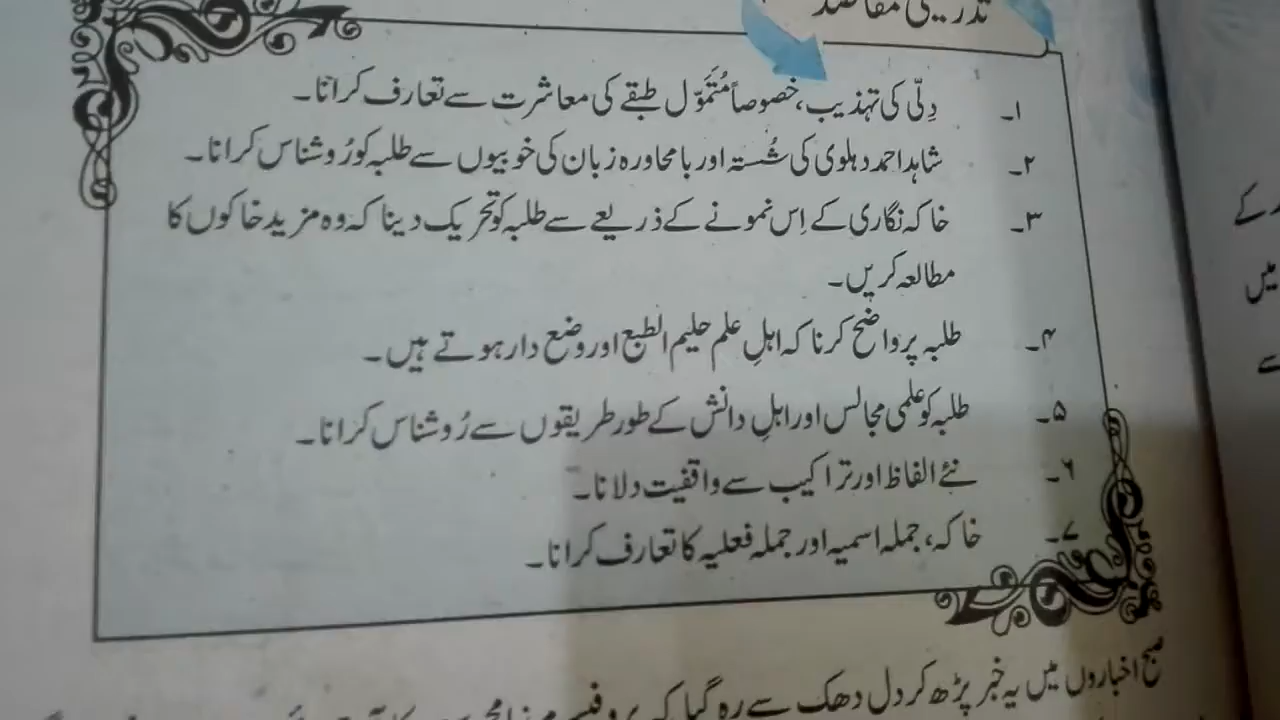 تدریسی مقاصد
۱۔ دِلّی کی تہذیب، خصوصاً مُتَمَوّل طبقے کی معاشرت سے تعارف کرانا۔
۲۔ شاہد احمد دہلوی کی شُستہ اور بامحاورہ زبان کی خوبیوں سے طلبہ کو رُوشناس کرانا۔
۳۔ خاکہ نگاری کے اِس نمونے کے ذریعے سے طلبہ کو تحریک دینا کہ وہ مزید خاکوں کا
مطالعہ کریں۔
۴۔ طلبہ پر واضح کرنا کہ اہلِ علم حلیم الطبع اور وضع دار ہوتے ہیں۔
۵۔ طلبہ کو علمی مجالس اور اہلِ دانش کے طور طریقوں سے رُوشناس کرانا۔
۶۔ نئے الفاظ اور تراکیب سے واقفیت دلانا۔
۷۔ خاکہ، جملہ اسمیہ اور جملہ فعلیہ کا تعارف کرانا۔
صبح اخباروں میں یہ خبر پڑھ کر دل دھک سے رہ گیا کہ پروفیسر مرزا
کے
میں
سے